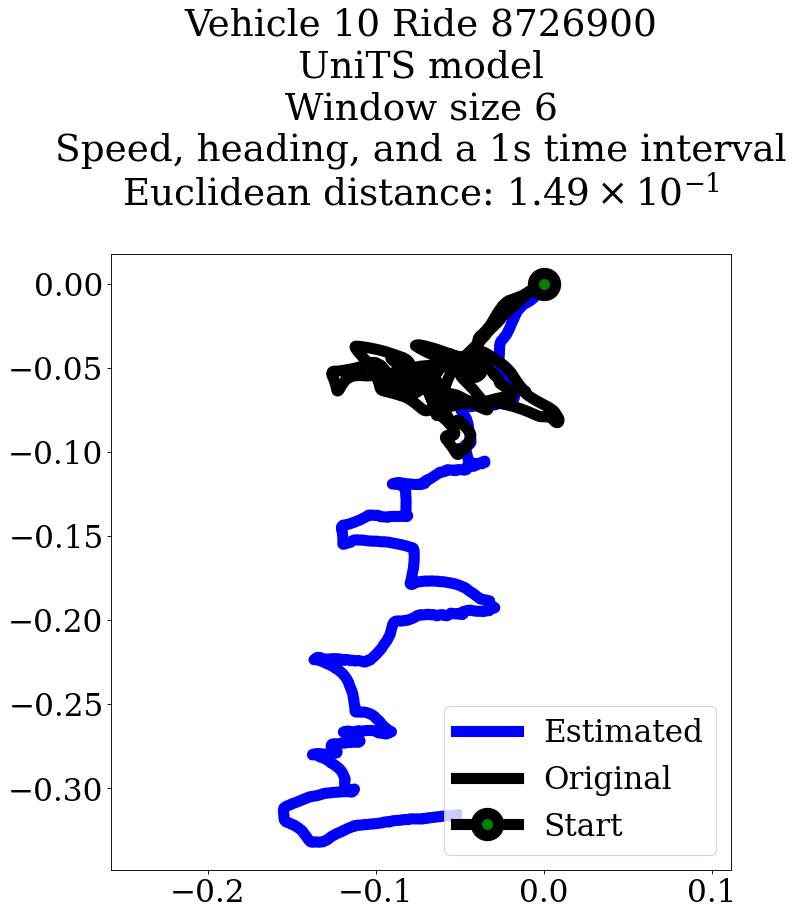 Vehicle 10 Ride 8726900
UniTS model
Window size 6
Speed, heading, and a 1s time interval
Euclidean distance: 1.49 × 10⁻¹
0.00
−0.05
−0.10
−0.15
−0.20
−0.25
−0.30
Estimated
Original
Start
−0.2 −0.1 0.0 0.1